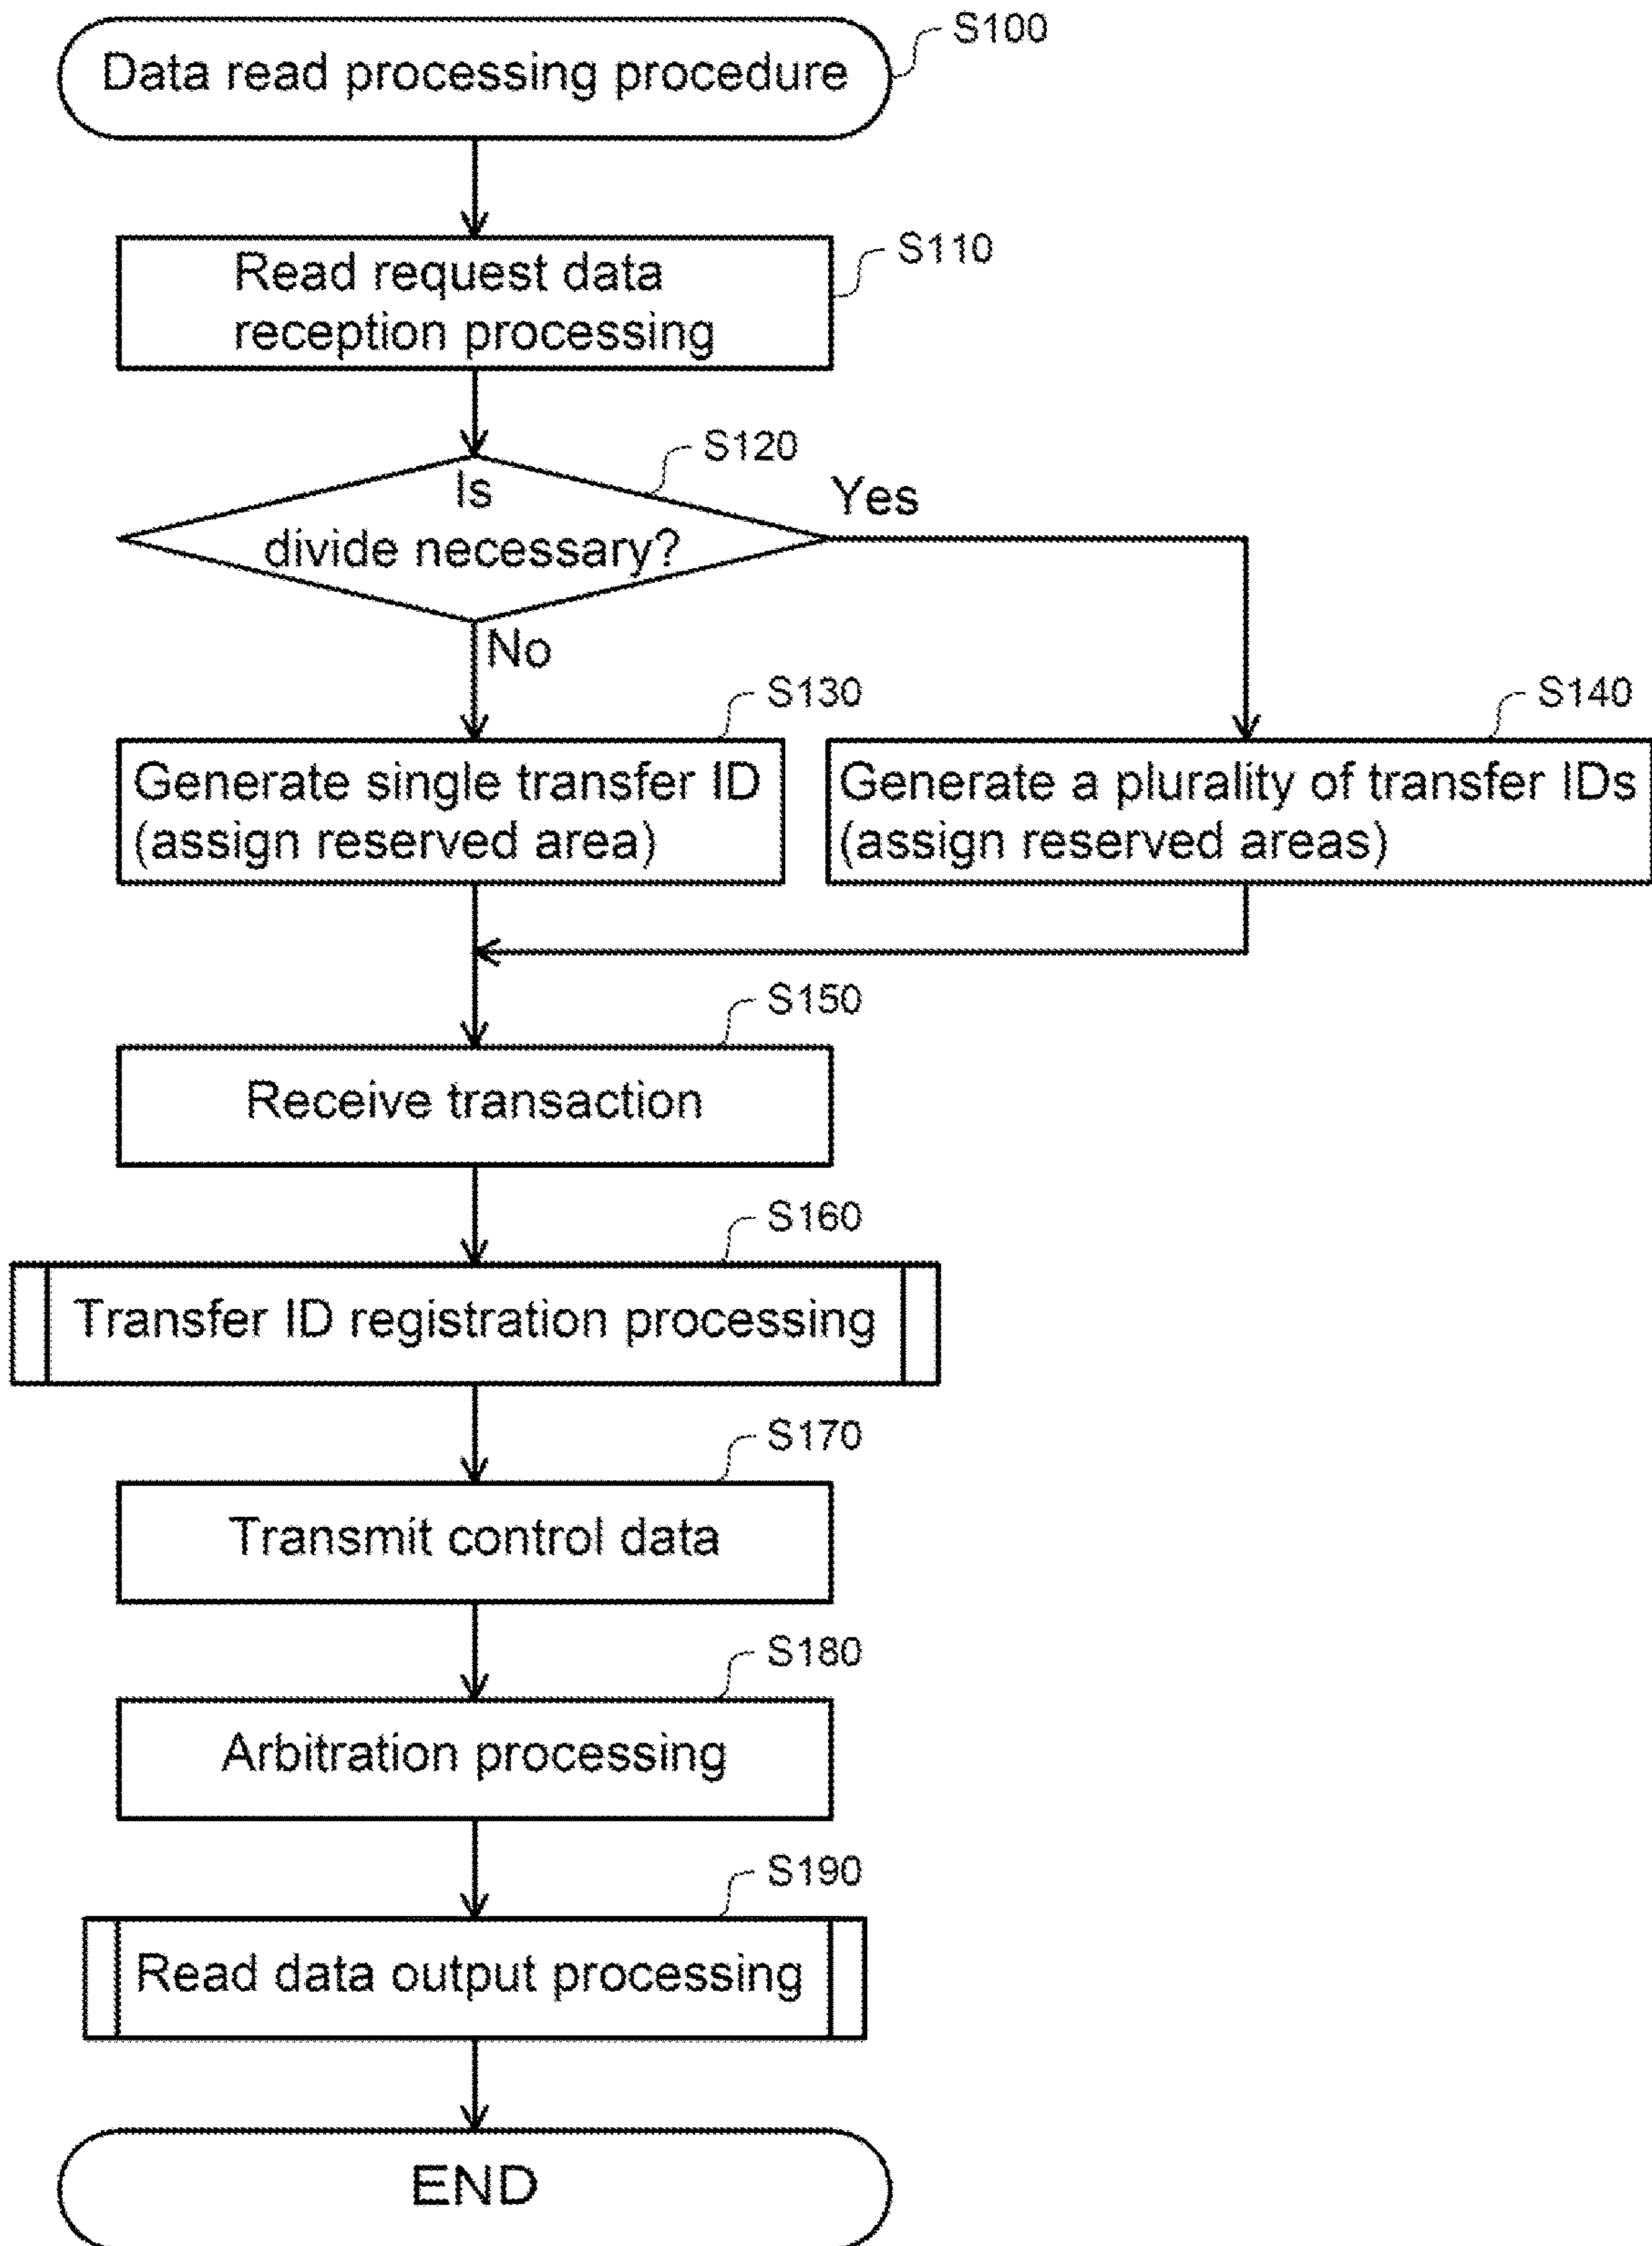 S100
Data read processing procedure
S110
Read request data
reception processing
S120
Is
divide necessary?
Yes
No
S130
Generate single transfer ID
(assign reserved area)
S140
Generate a plurality of transfer IDs
(assign reserved areas)
S150
Receive transaction
S160
Transfer ID registration processing
S170
Transmit control data
S180
Arbitration processing
S190
Read data output processing
END